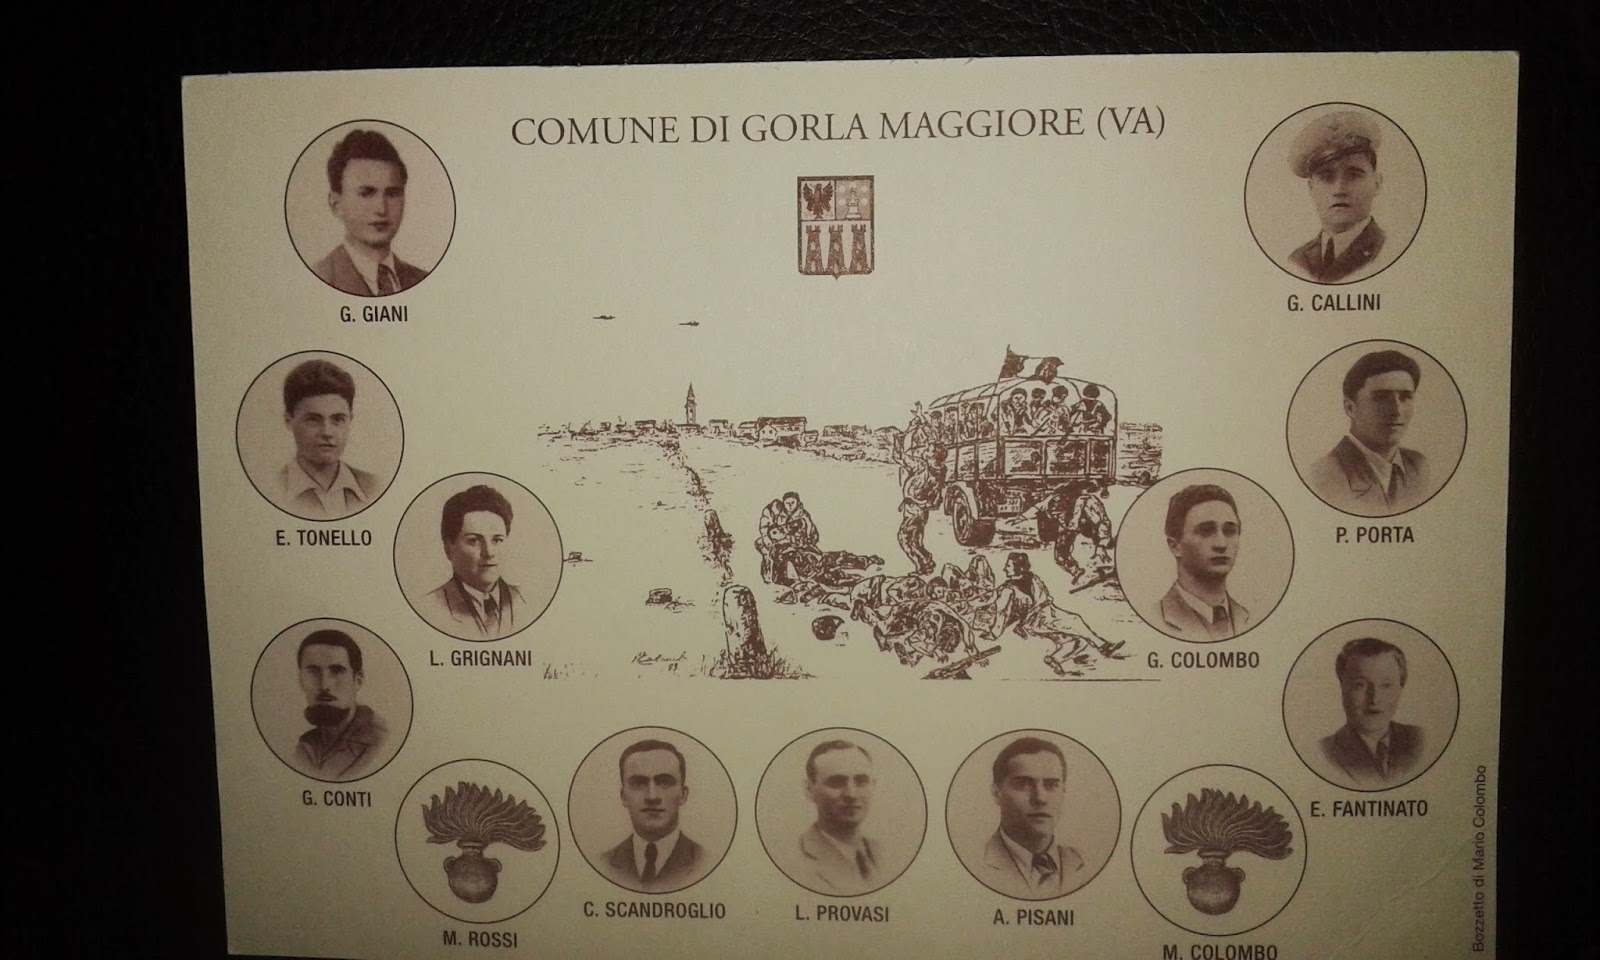 COMUNE DI GORLA MAGGIORE (VA)
G. GIANI
G. CALLINI
E. TONELLO
P. PORTA
L. GRIGNANI
G. COLOMBO
G. CONTI
E. FANTINATO
M. ROSSI
C. SCANDROGLIO
L. PROVASI
A. PISANI
M. COLOMBO
Bozzetto di Mario Colombo